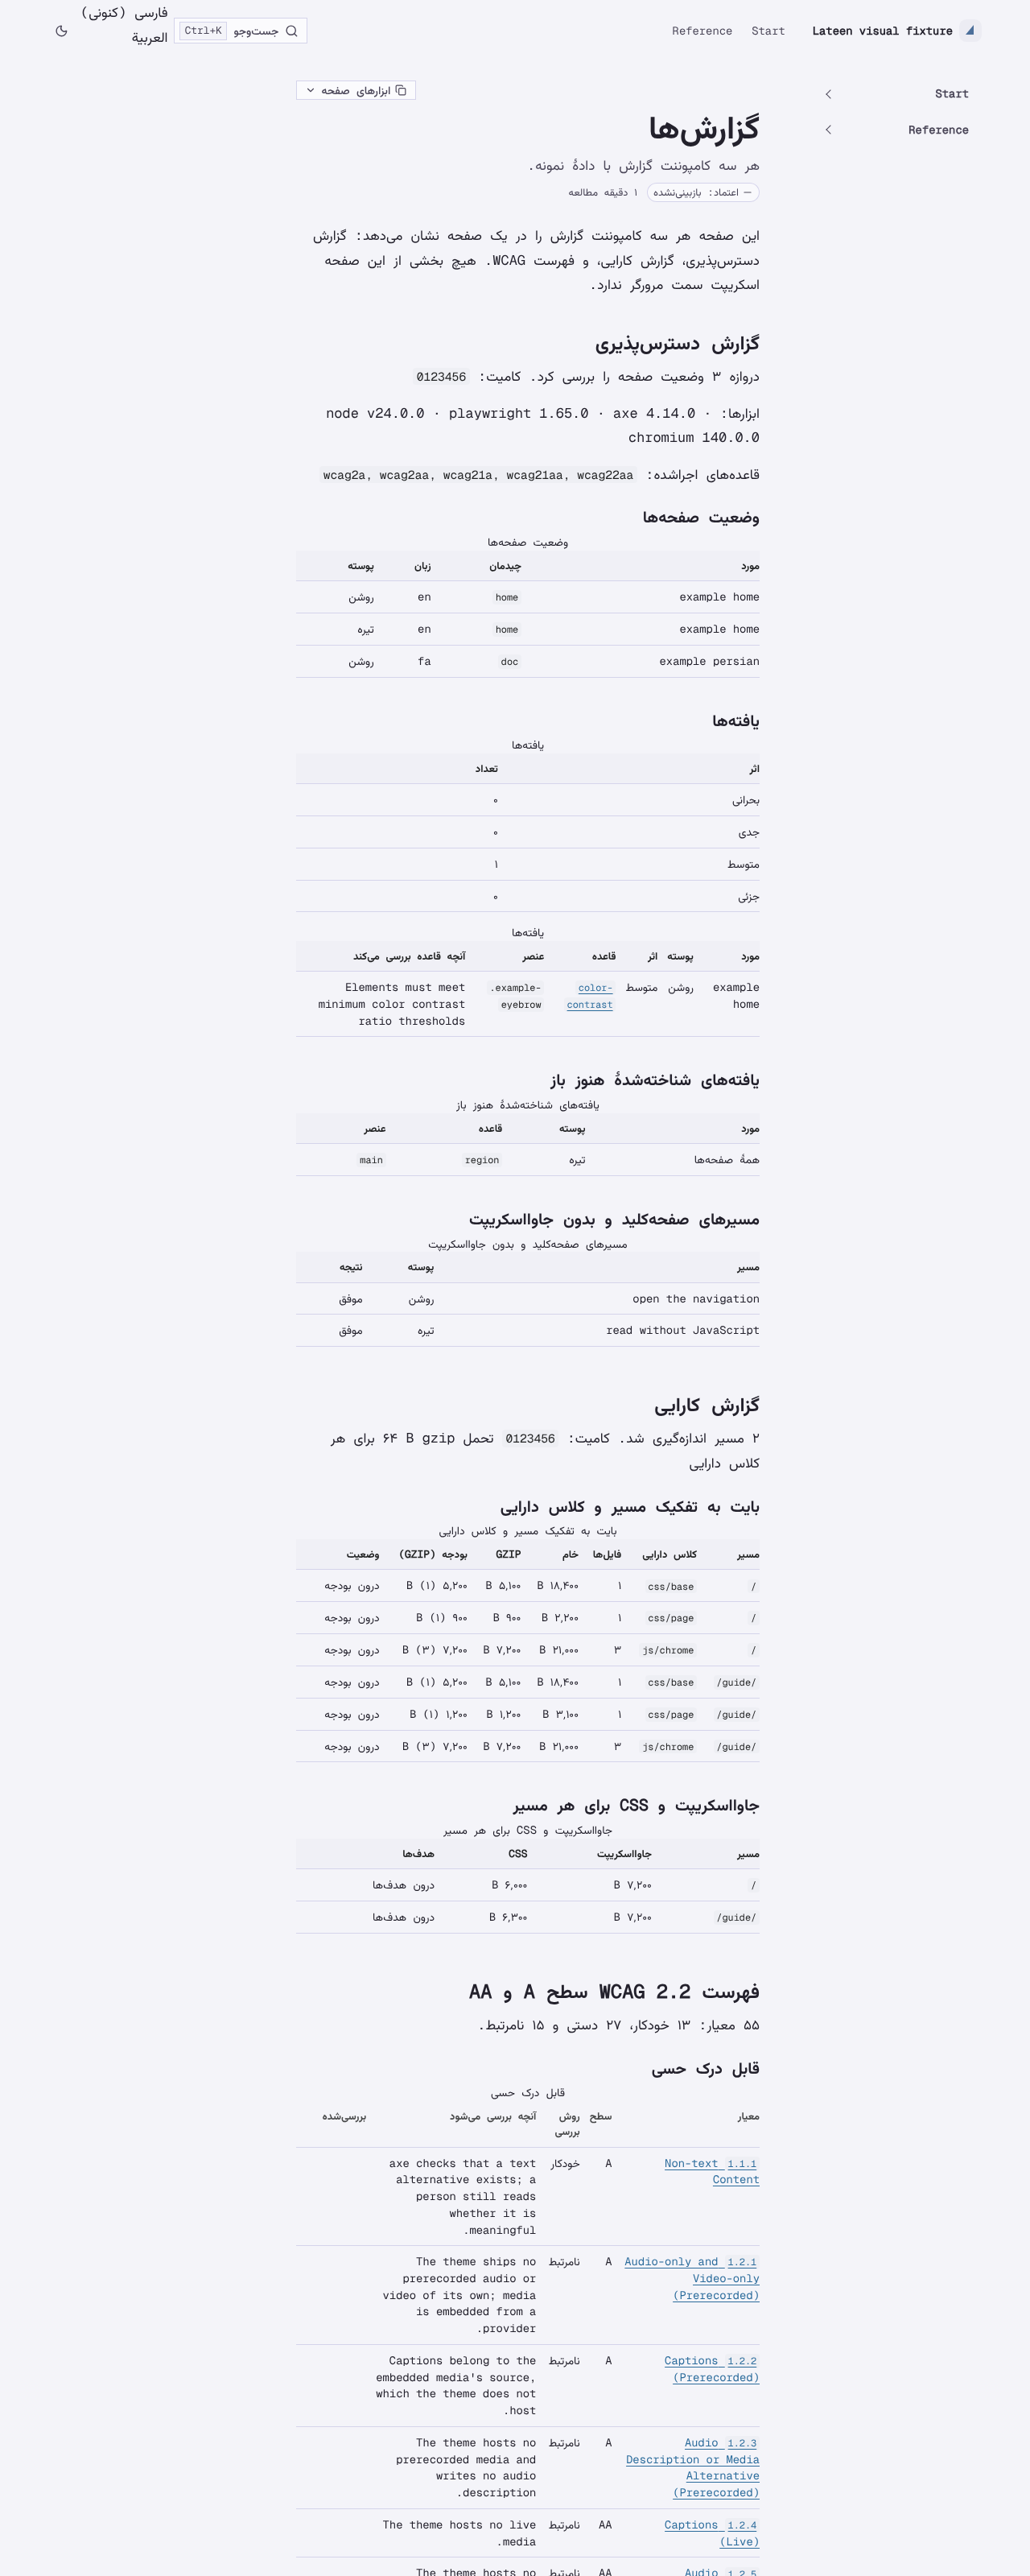 Lateen visual fixture
Start
Reference
جست‌وجو Ctrl+K
فارسی (کنونی)
العربية
Start
Reference
ابزارهای صفحه
گزارش‌ها
هر سه کامپوننت گزارش با دادهٔ نمونه.
— اعتماد: بازبینی‌نشده ۱ دقیقه مطالعه
این صفحه هر سه کامپوننت گزارش را در یک صفحه نشان می‌دهد: گزارش
دسترس‌پذیری، گزارش کارایی، و فهرست WCAG. هیچ بخشی از این صفحه
اسکریپت سمت مرورگر ندارد.
گزارش دسترس‌پذیری
دروازه ۳ وضعیت صفحه را بررسی کرد. کامیت: 0123456
ابزارها: node v24.0.0 · playwright 1.65.0 · axe 4.14.0 ·
chromium 140.0.0
قاعده‌های اجراشده: wcag2a, wcag2aa, wcag21a, wcag21aa, wcag22aa
وضعیت صفحه‌ها
وضعیت صفحه‌ها
مورد چیدمان زبان پوسته
example home home en روشن
example home home en تیره
example persian doc fa روشن
یافته‌ها
یافته‌ها
اثر تعداد
بحرانی ۰
جدی ۰
متوسط ۱
جزئی ۰
یافته‌ها
مورد پوسته اثر قاعده عنصر آنچه قاعده بررسی می‌کند
example روشن متوسط color- .example- Elements must meet
home contrast eyebrow minimum color contrast
ratio thresholds
یافته‌های شناخته‌شدهٔ هنوز باز
یافته‌های شناخته‌شدهٔ هنوز باز
مورد پوسته قاعده عنصر
همهٔ صفحه‌ها تیره region main
مسیرهای صفحه‌کلید و بدون جاوااسکریپت
مسیرهای صفحه‌کلید و بدون جاوااسکریپت
مسیر پوسته نتیجه
open the navigation روشن موفق
read without JavaScript تیره موفق
گزارش کارایی
۲ مسیر اندازه‌گیری شد. کامیت: 0123456 تحمل ۶۴ B gzip برای هر
کلاس دارایی
بایت به تفکیک مسیر و کلاس دارایی
بایت به تفکیک مسیر و کلاس دارایی
مسیر کلاس دارایی فایل‌ها خام GZIP بودجه (GZIP) وضعیت
/ css/base ۱ ۱۸٬۴۰۰ B ۵٬۱۰۰ B ۵٬۲۰۰ B (۱) درون بودجه
/ css/page ۱ ۲٬۲۰۰ B ۹۰۰ B ۹۰۰ B (۱) درون بودجه
/ js/chrome ۳ ۲۱٬۰۰۰ B ۷٬۲۰۰ B ۷٬۲۰۰ B (۳) درون بودجه
/guide/ css/base ۱ ۱۸٬۴۰۰ B ۵٬۱۰۰ B ۵٬۲۰۰ B (۱) درون بودجه
/guide/ css/page ۱ ۳٬۱۰۰ B ۱٬۲۰۰ B ۱٬۲۰۰ B (۱) درون بودجه
/guide/ js/chrome ۳ ۲۱٬۰۰۰ B ۷٬۲۰۰ B ۷٬۲۰۰ B (۳) درون بودجه
جاوااسکریپت و CSS برای هر مسیر
جاوااسکریپت و CSS برای هر مسیر
مسیر جاوااسکریپت CSS هدف‌ها
/ ۷٬۲۰۰ B ۶٬۰۰۰ B درون هدف‌ها
/guide/ ۷٬۲۰۰ B ۶٬۳۰۰ B درون هدف‌ها
فهرست WCAG 2.2 سطح A و AA
۵۵ معیار: ۱۳ خودکار، ۲۷ دستی و ۱۵ نامرتبط.
قابل درک حسی
قابل درک حسی
معیار سطح روش آنچه بررسی می‌شود بررسی‌شده
بررسی
1.1.1 Non-text A خودکار axe checks that a text
Content alternative exists; a
person still reads
whether it is
meaningful.
1.2.1 Audio-only and A نامرتبط The theme ships no
Video-only prerecorded audio or
(Prerecorded) video of its own; media
is embedded from a
provider.
1.2.2 Captions A نامرتبط Captions belong to the
(Prerecorded) embedded media's source,
which the theme does not
host.
1.2.3 Audio A نامرتبط The theme hosts no
Description or Media prerecorded media and
Alternative writes no audio
(Prerecorded) description.
1.2.4 Captions AA نامرتبط The theme hosts no live
(Live) media.
1.2.5 Audio AA نامرتبط The theme hosts no